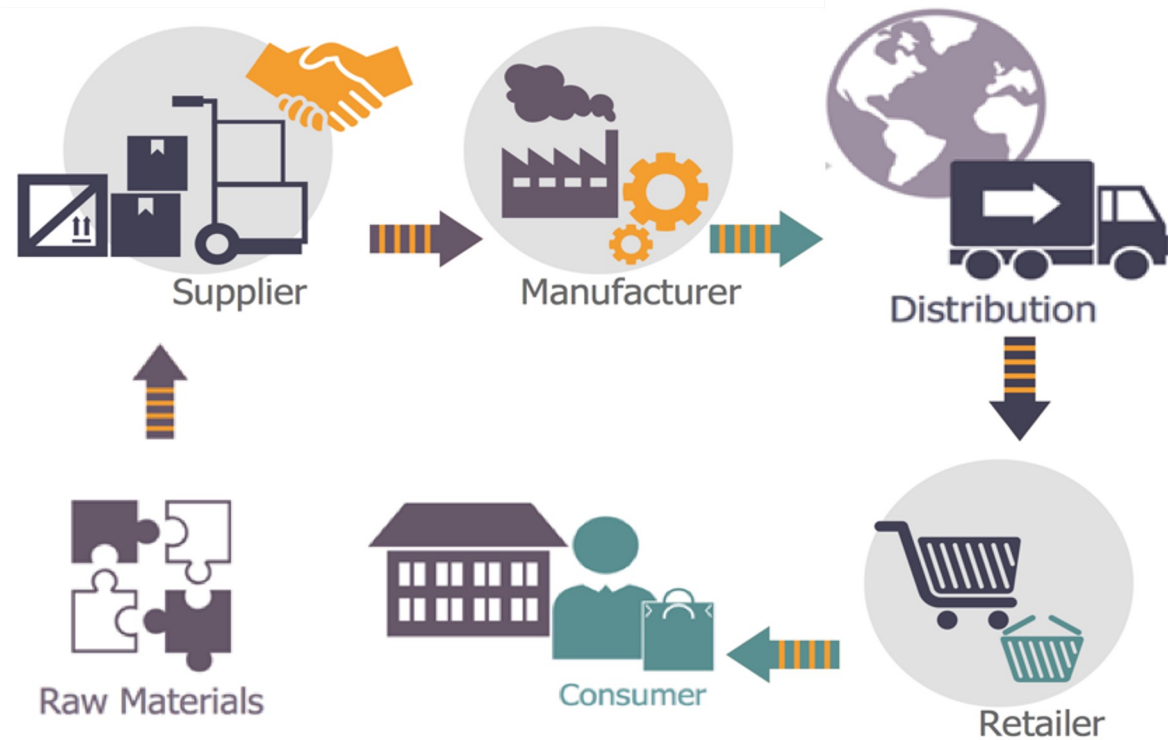 Supplier
Manufacturer
Distribution
Raw Materials
Consumer
Retailer